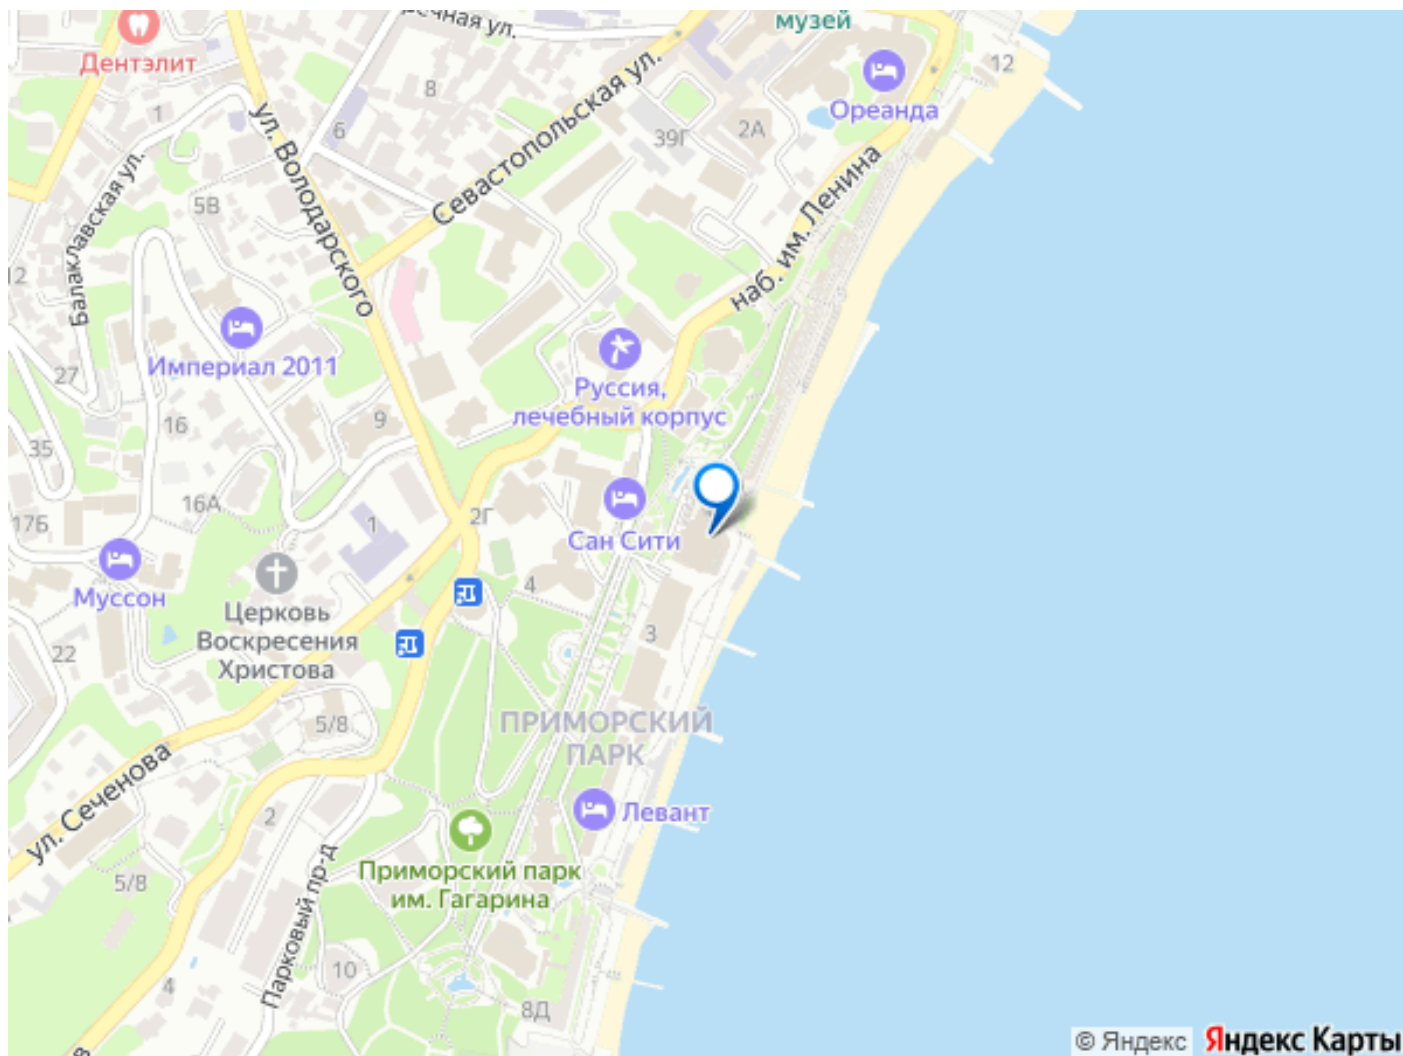 музей
Дентэлит
12
8
1
ул. Володарского
Севастопольская ул.
Ореанда
6
39Г
2А
Балаклавская ул.
5В
наб. им. Ленина
12
Империал 2011
27
Руссия,
лечебный корпус
9
16
35
16А
2Г
17Б
1
Сан Сити
Муссон
4
Церковь
Воскресения
Христова
22
3
5/8
ПРИМОРСКИЙ
ПАРК
ул. Сеченова
2
Левант
Приморский парк
им. Гагарина
5/8
Парковый пр-д
10
4
8Д
© Яндекс Яндекс Карты